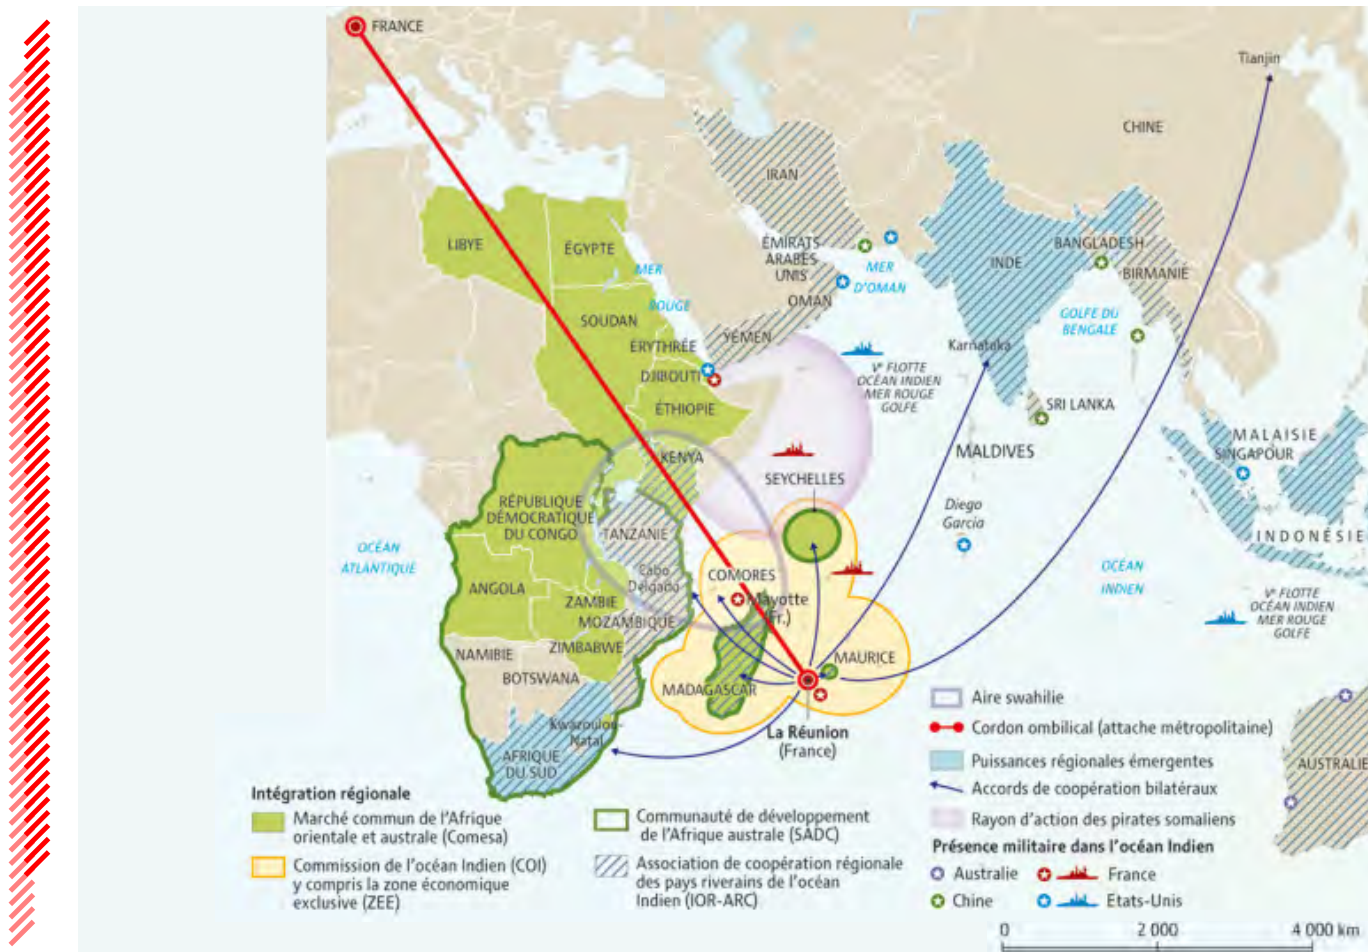 FRANCE
Tianjin
CHINE
IRAN
LIBYE
ÉGYPTE
ÉMIRATS
ARABES
UNIS
BANGLADESH
INDE
BIRMANIE
MER
ROUGE
MER
D'OMAN
OMAN
SOUDAN
GOLFE DU
BENGALE
ÉRYTHRÉE
YÉMEN
Karnataka
DJIBOUTI
Vᵉ FLOTTE
OCÉAN INDIEN
MER ROUGE
GOLFE
ÉTHIOPIE
SRI LANKA
MALAISIE
SINGAPOUR
MALDIVES
KENYA
SEYCHELLES
RÉPUBLIQUE
DÉMOCRATIQUE
DU CONGO
Diego
Garcia
TANZANIE
INDONÉSIE
OCÉAN
ATLANTIQUE
OCÉAN
INDIEN
Cabo
Delgado
COMORES
Mayotte
(Fr.)
ANGOLA
ZAMBIE
MOZAMBIQUE
Vᵉ FLOTTE
OCÉAN INDIEN
MER ROUGE
GOLFE
NAMIBIE
ZIMBABWE
BOTSWANA
MAURICE
MADAGASCAR
Kwazoulou-
Natal
La Réunion
(France)
AFRIQUE
DU SUD
AUSTRALIE
Intégration régionale
Marché commun de l'Afrique
orientale et australe (Comesa)
Commission de l'océan Indien (COI)
y compris la zone économique
exclusive (ZEE)
Communauté de développement
de l'Afrique australe (SADC)
Association de coopération régionale
des pays riverains de l'océan
Indien (IOR-ARC)
Aire swahilie
Cordon ombilical (attache métropolitaine)
Puissances régionales émergentes
Accords de coopération bilatéraux
Rayon d'action des pirates somaliens
Présence militaire dans l'océan Indien
Australie
France
Chine
Etats-Unis
0 2 000 4 000 km